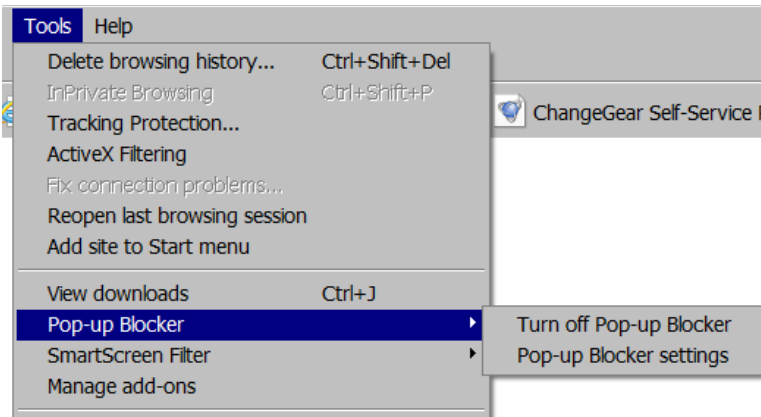 Tools Help
Delete browsing history... Ctrl+Shift+Del
InPrivate Browsing Ctrl+Shift+P
Tracking Protection...
ChangeGear Self-Service
ActiveX Filtering
Fix connection problems...
Reopen last browsing session
Add site to Start menu
View downloads Ctrl+J
Pop-up Blocker
Turn off Pop-up Blocker
SmartScreen Filter
Pop-up Blocker settings
Manage add-ons